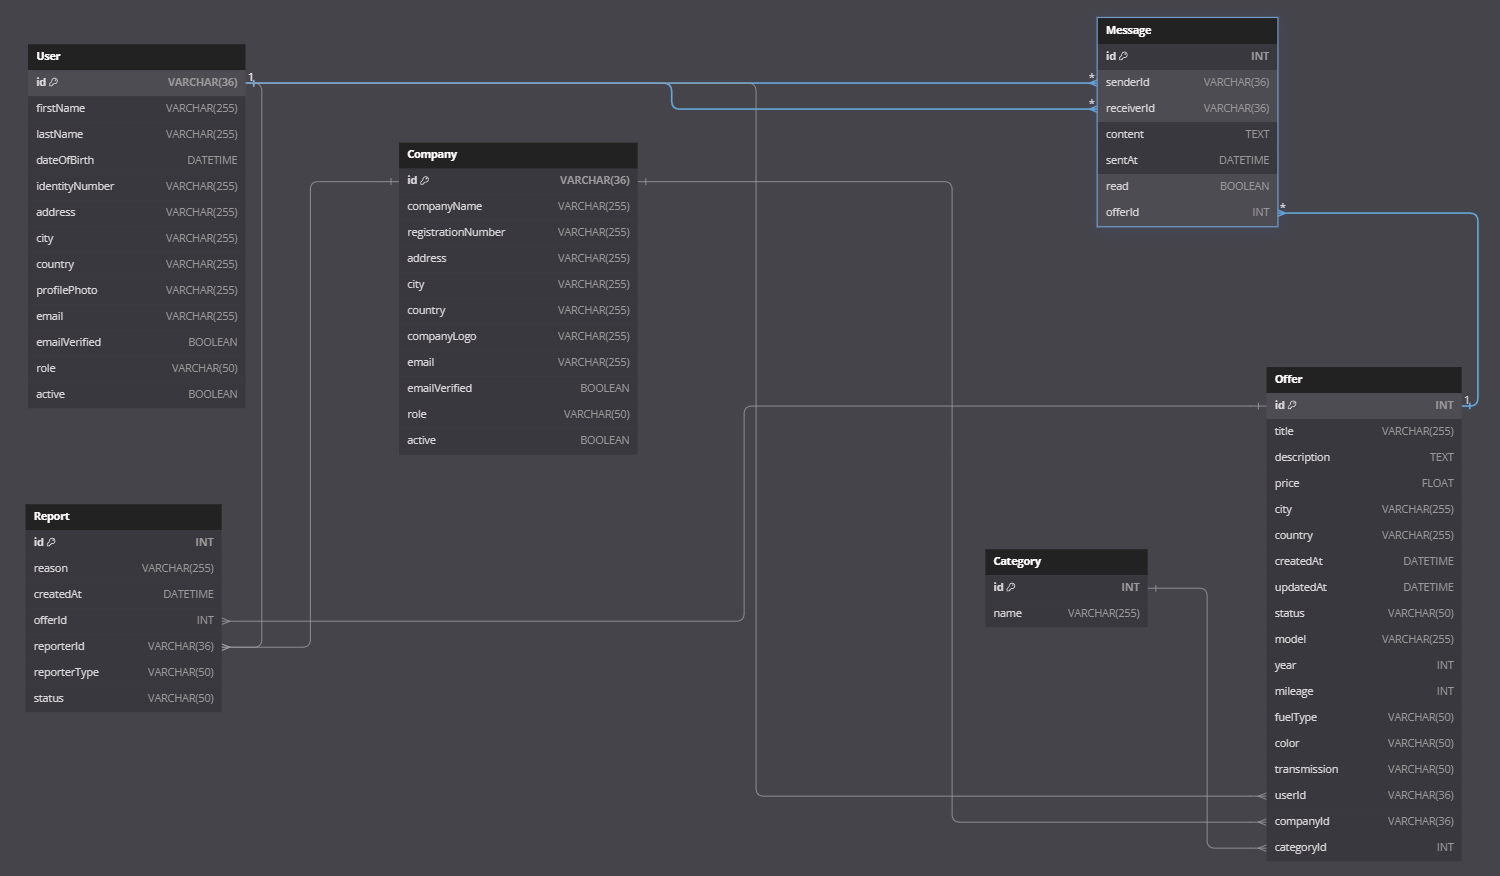 User
id VARCHAR(36)
firstName VARCHAR(255)
lastName VARCHAR(255)
dateOfBirth DATETIME
identityNumber VARCHAR(255)
address VARCHAR(255)
city VARCHAR(255)
country VARCHAR(255)
profilePhoto VARCHAR(255)
email VARCHAR(255)
emailVerified BOOLEAN
role VARCHAR(50)
active BOOLEAN
1
Company
id VARCHAR(36)
companyName VARCHAR(255)
registrationNumber VARCHAR(255)
address VARCHAR(255)
city VARCHAR(255)
country VARCHAR(255)
companyLogo VARCHAR(255)
email VARCHAR(255)
emailVerified BOOLEAN
role VARCHAR(50)
active BOOLEAN
Message
id INT
* senderId VARCHAR(36)
* receiverId VARCHAR(36)
content TEXT
sentAt DATETIME
read BOOLEAN
offerId INT *
Report
id INT
reason VARCHAR(255)
createdAt DATETIME
offerId INT
reporterId VARCHAR(36)
reporterType VARCHAR(50)
status VARCHAR(50)
Category
id INT
name VARCHAR(255)
Offer
id INT 1
title VARCHAR(255)
description TEXT
price FLOAT
city VARCHAR(255)
country VARCHAR(255)
createdAt DATETIME
updatedAt DATETIME
status VARCHAR(50)
model VARCHAR(255)
year INT
mileage INT
fuelType VARCHAR(50)
color VARCHAR(50)
transmission VARCHAR(50)
userId VARCHAR(36)
companyId VARCHAR(36)
categoryId INT